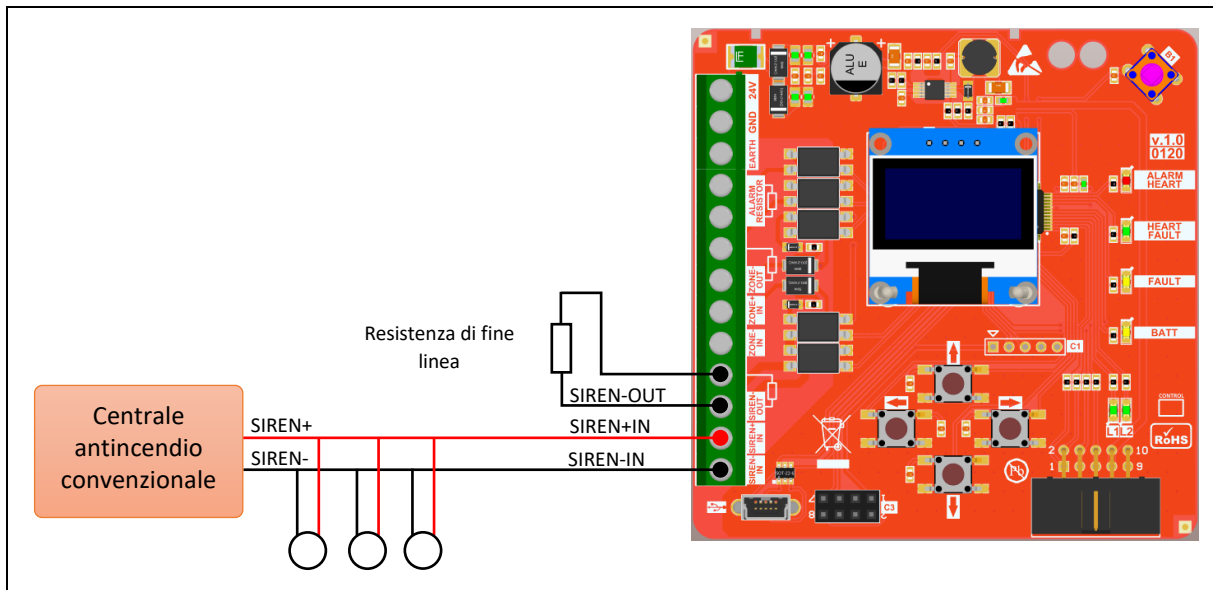 Resistenza di fine
linea
Centrale
antincendio
convenzionale
SIREN+
SIREN-
SIREN-OUT
SIREN+IN
SIREN-IN
24V
GND
EARTH
ALARM
RESISTOR
ZONE-
OUT
ZONE+
IN
ZONE-
IN
SIREN-
OUT
SIREN+
IN
SIREN-
IN
ALU
E
B1
v.1.0
0120
ALARM
HEART
HEART
FAULT
FAULT
BATT
C1
CONTROL
L1 L2
RoHS
Pb
2 10
1 9
C3